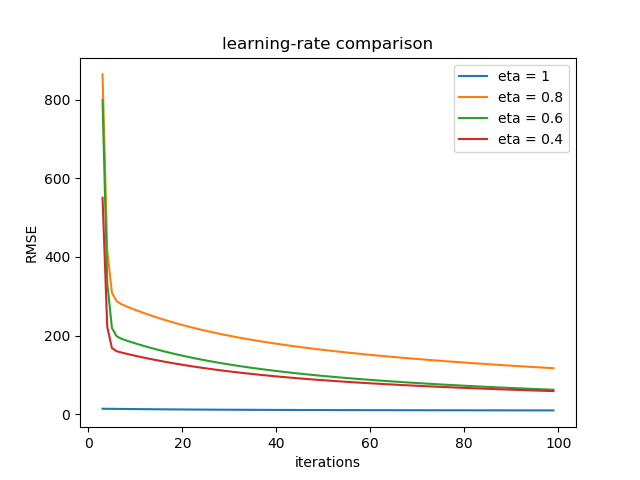 learning-rate comparison
eta = 1
eta = 0.8
eta = 0.6
eta = 0.4
RMSE
800
600
400
200
0
0 20 40 60 80 100
iterations